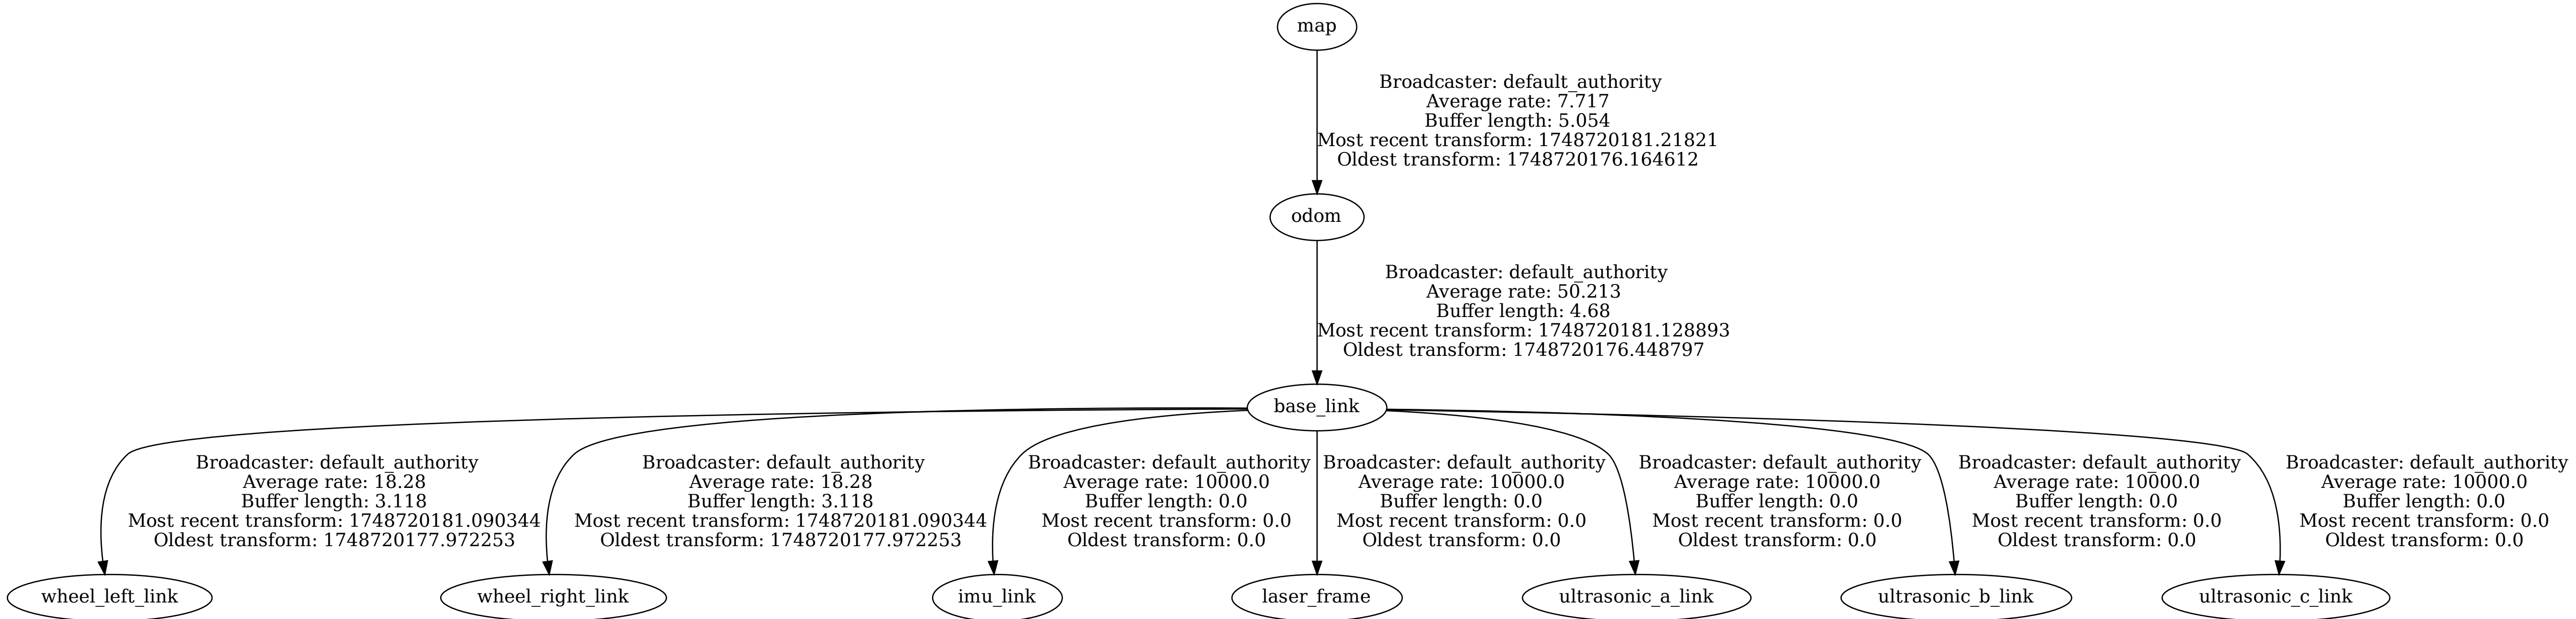 map
Broadcaster: default_authority
Average rate: 7.717
Buffer length: 5.054
Most recent transform: 1748720181.21821
Oldest transform: 1748720176.164612
odom
Broadcaster: default_authority
Average rate: 50.213
Buffer length: 4.68
Most recent transform: 1748720181.128893
Oldest transform: 1748720176.448797
base_link
Broadcaster: default_authority
Average rate: 18.28
Buffer length: 3.118
Most recent transform: 1748720181.090344
Oldest transform: 1748720177.972253
Broadcaster: default_authority
Average rate: 18.28
Buffer length: 3.118
Most recent transform: 1748720181.090344
Oldest transform: 1748720177.972253
Broadcaster: default_authority
Average rate: 10000.0
Buffer length: 0.0
Most recent transform: 0.0
Oldest transform: 0.0
Broadcaster: default_authority
Average rate: 10000.0
Buffer length: 0.0
Most recent transform: 0.0
Oldest transform: 0.0
Broadcaster: default_authority
Average rate: 10000.0
Buffer length: 0.0
Most recent transform: 0.0
Oldest transform: 0.0
Broadcaster: default_authority
Average rate: 10000.0
Buffer length: 0.0
Most recent transform: 0.0
Oldest transform: 0.0
Broadcaster: default_authority
Average rate: 10000.0
Buffer length: 0.0
Most recent transform: 0.0
Oldest transform: 0.0
wheel_left_link
wheel_right_link
imu_link
laser_frame
ultrasonic_a_link
ultrasonic_b_link
ultrasonic_c_link